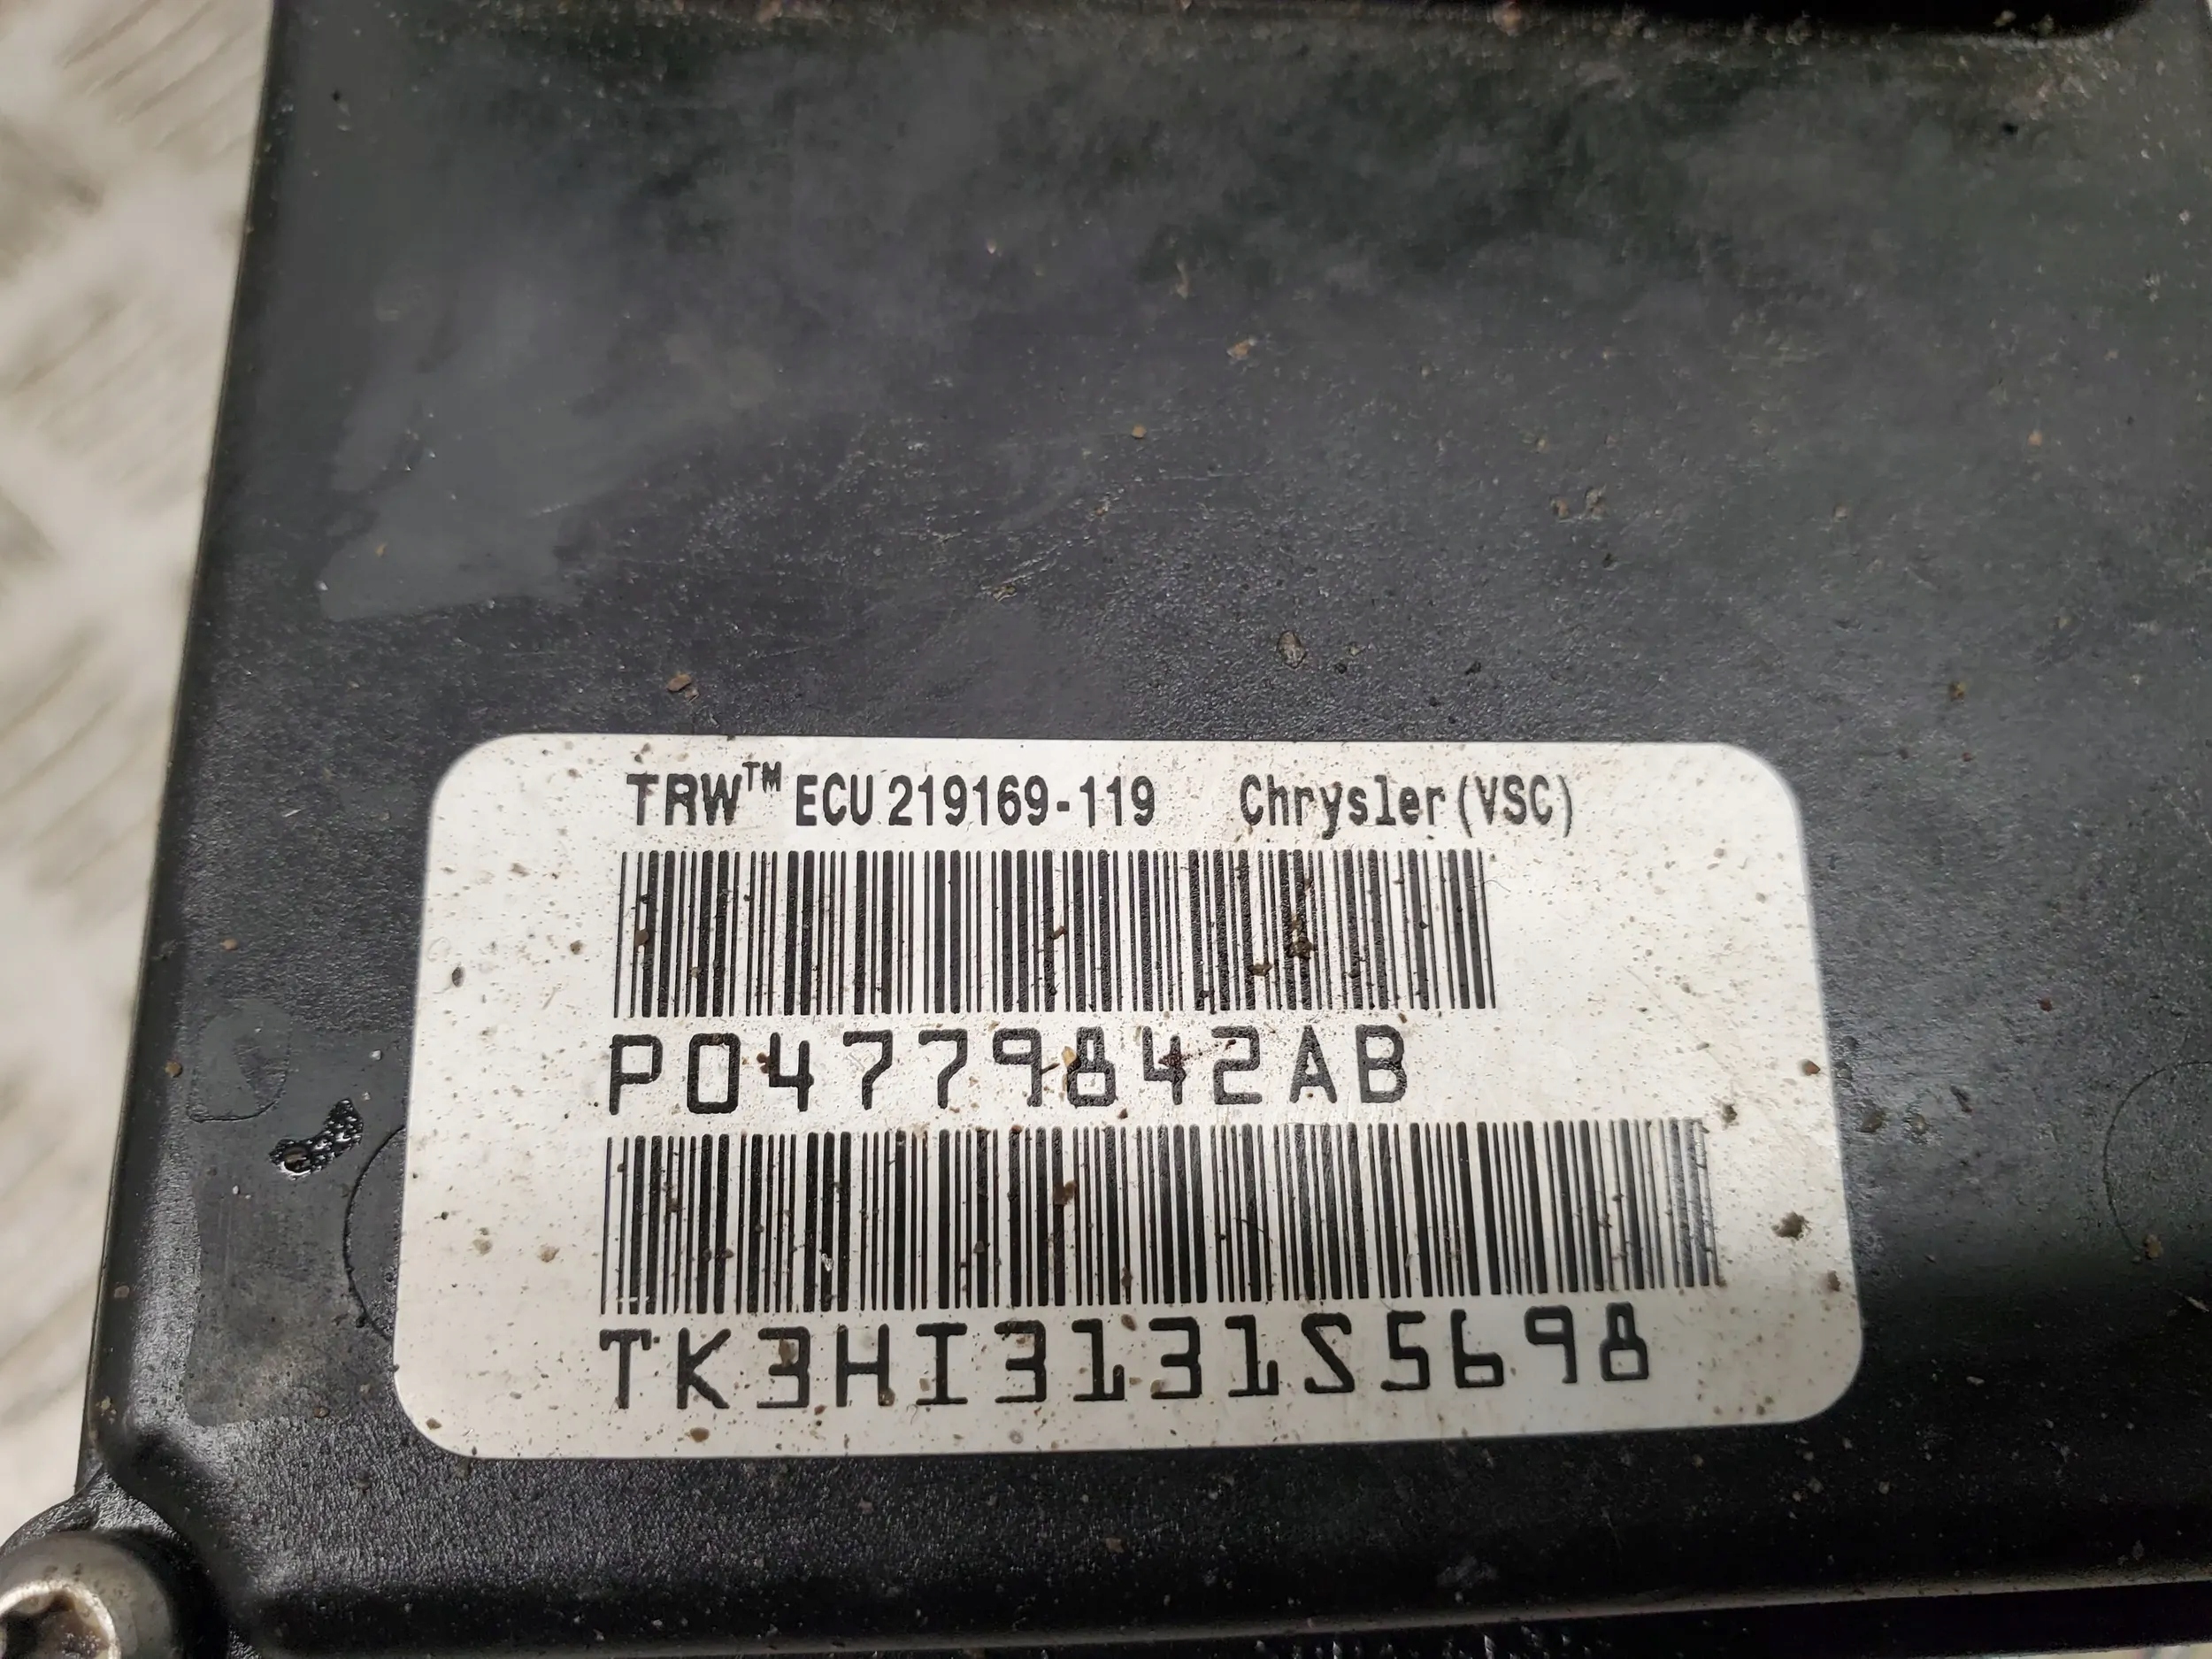 TRW™ ECU 219169-119 Chrysler (VSC)
P04779842AB
TK3HI3131S5698